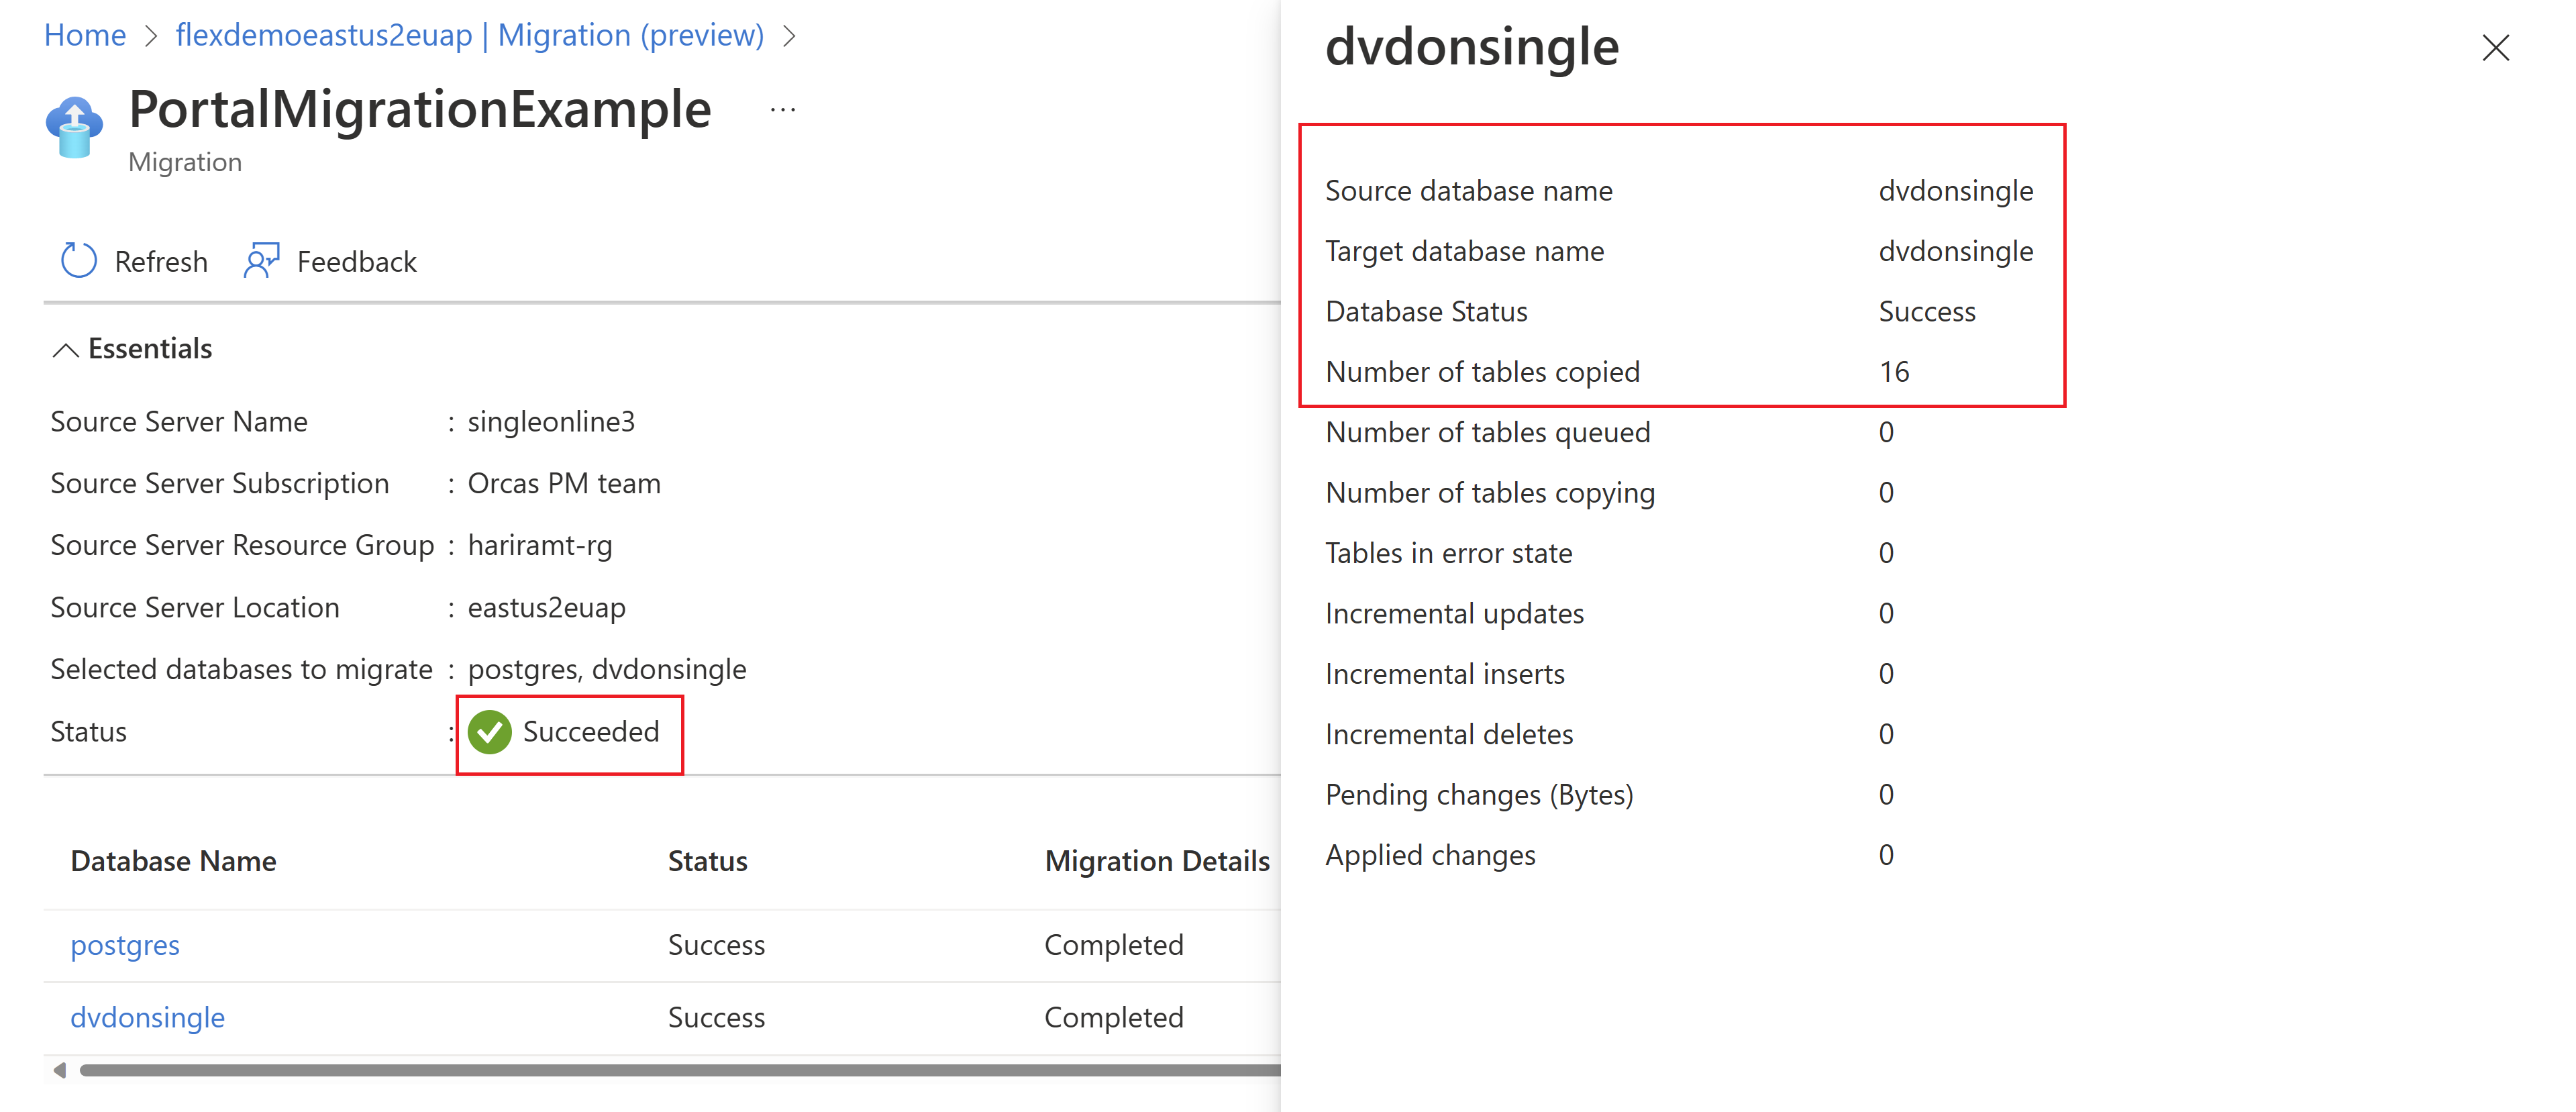 Home > flexdemoeastus2euap | Migration (preview) >
PortalMigrationExample ...
Migration
Refresh Feedback
Essentials
Source Server Name : singleonline3
Source Server Subscription : Orcas PM team
Source Server Resource Group : hariramt-rg
Source Server Location : eastus2euap
Selected databases to migrate : postgres, dvdonsingle
Status : Succeeded
Database Name Status Migration Details
postgres Success Completed
dvdonsingle Success Completed
dvdonsingle
Source database name dvdonsingle
Target database name dvdonsingle
Database Status Success
Number of tables copied 16
Number of tables queued 0
Number of tables copying 0
Tables in error state 0
Incremental updates 0
Incremental inserts 0
Incremental deletes 0
Pending changes (Bytes) 0
Applied changes 0